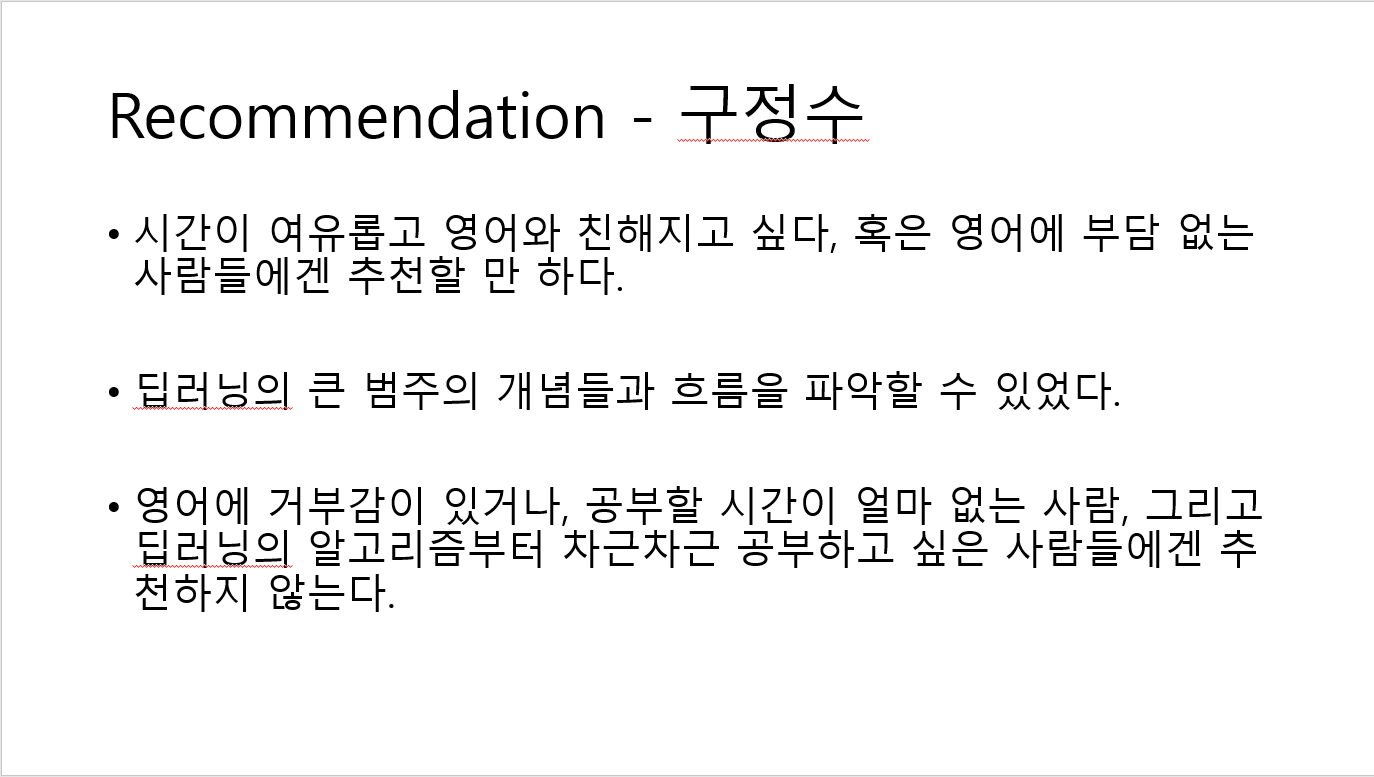 Recommendation - 구정수
• 시간이 여유롭고 영어와 친해지고 싶다, 혹은 영어에 부담 없는
사람들에겐 추천할 만 하다.
• 딥러닝의 큰 범주의 개념들과 흐름을 파악할 수 있었다.
• 영어에 거부감이 있거나, 공부할 시간이 얼마 없는 사람, 그리고
딥러닝의 알고리즘부터 차근차근 공부하고 싶은 사람들에겐 추
천하지 않는다.